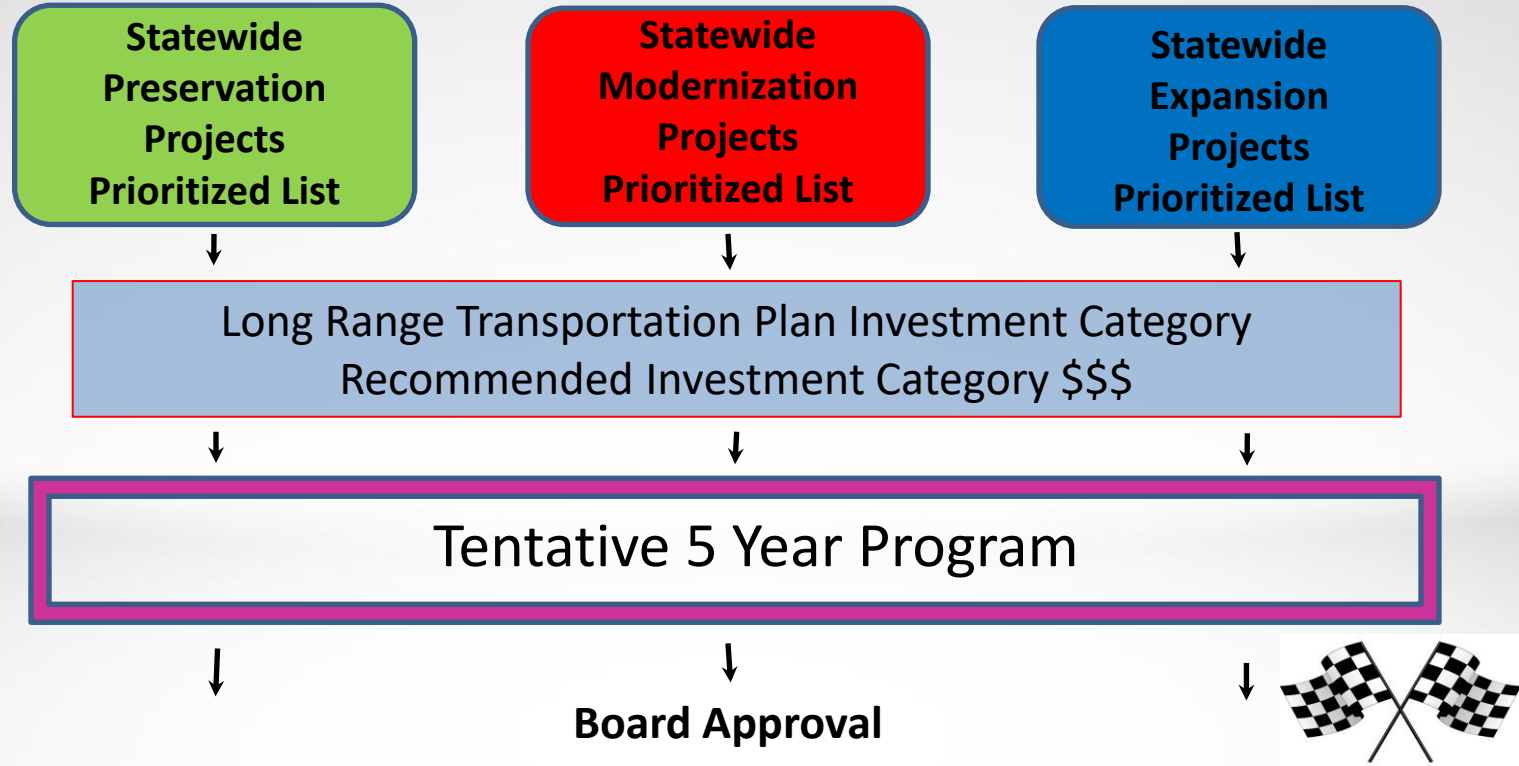 Statewide
Preservation
Projects
Prioritized List
Statewide
Modernization
Projects
Prioritized List
Statewide
Expansion
Projects
Prioritized List
Long Range Transportation Plan Investment Category
Recommended Investment Category $$$
Tentative 5 Year Program
Board Approval